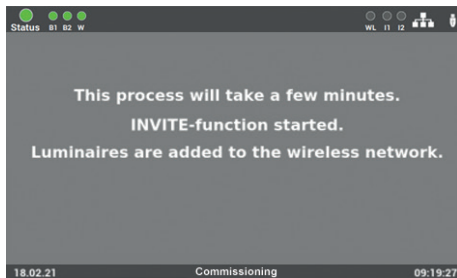 Status B1 B2 W WL I1 I2
This process will take a few minutes.
INVITE-function started.
Luminaires are added to the wireless network.
18.02.21 Commissioning 09:19:27